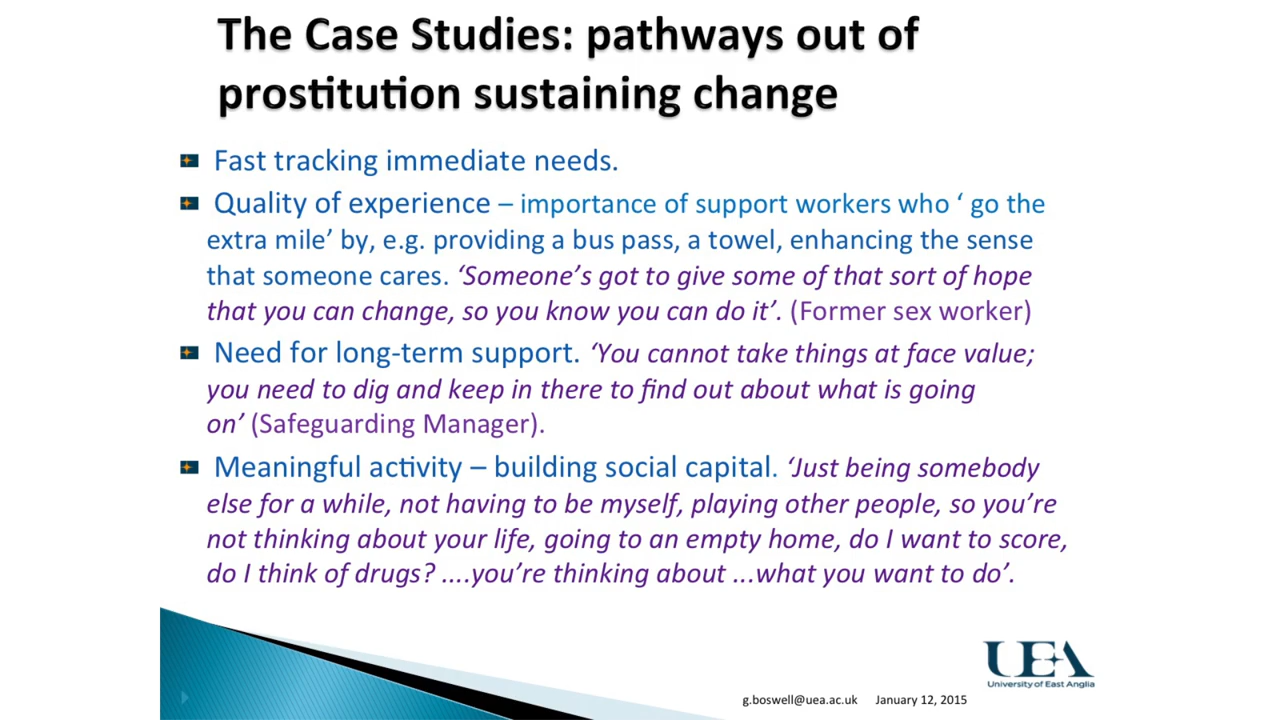 The Case Studies: pathways out of
prostitution sustaining change
Fast tracking immediate needs.
Quality of experience – importance of support workers who ‘ go the
extra mile’ by, e.g. providing a bus pass, a towel, enhancing the sense
that someone cares. ‘Someone’s got to give some of that sort of hope
that you can change, so you know you can do it’. (Former sex worker)
Need for long-term support. ‘You cannot take things at face value;
you need to dig and keep in there to find out about what is going
on’ (Safeguarding Manager).
Meaningful activity – building social capital. ‘Just being somebody
else for a while, not having to be myself, playing other people, so you’re
not thinking about your life, going to an empty home, do I want to score,
do I think of drugs? ....you’re thinking about ...what you want to do’.
UEA
University of East Anglia
g.boswell@uea.ac.uk January 12, 2015